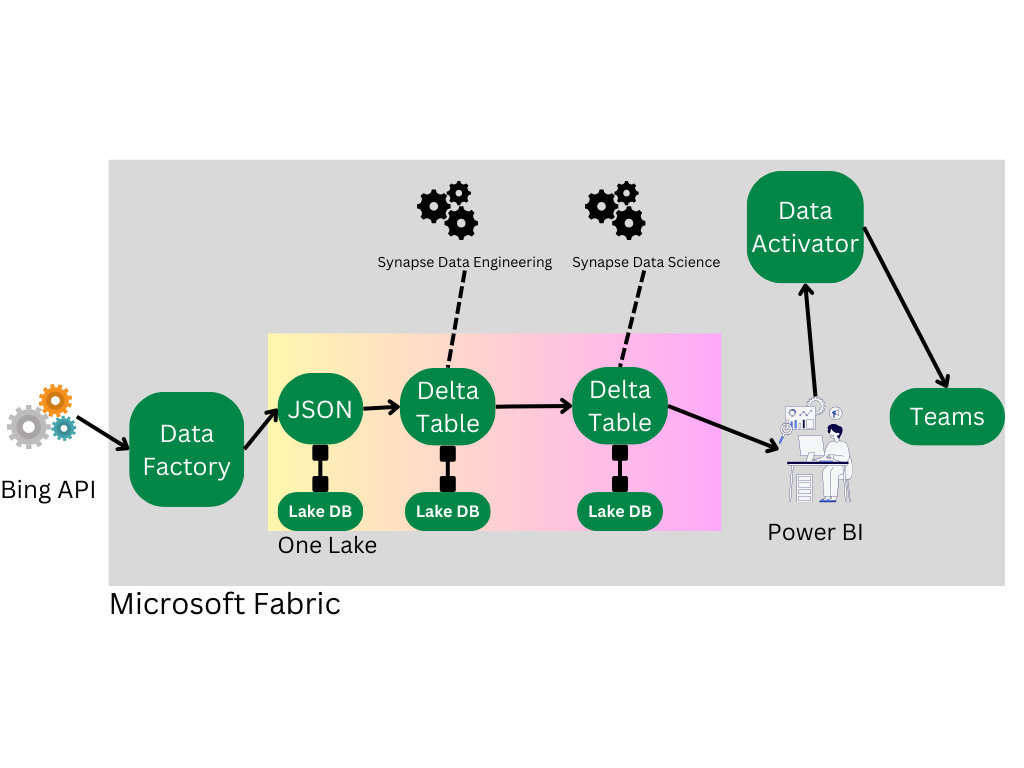 Data
Activator
Synapse Data Engineering
Synapse Data Science
Bing API
Data
Factory
JSON
Delta
Table
Delta
Table
Teams
Lake DB
Lake DB
Lake DB
One Lake
Power BI
Microsoft Fabric